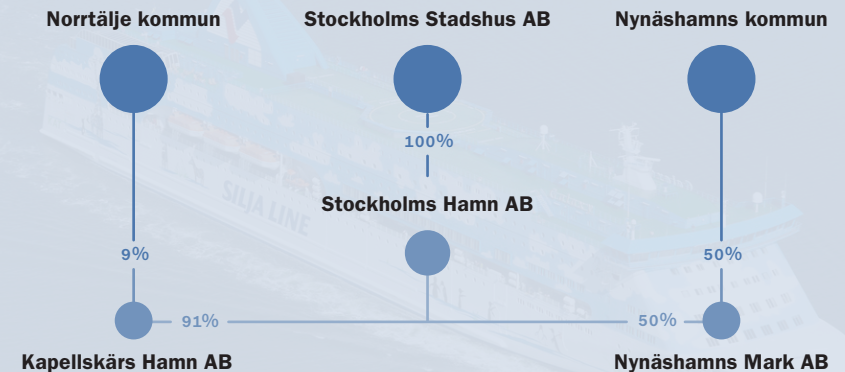 Norrtälje kommun
Stockholms Stadshus AB
Nynäshamns kommun
100%
Stockholms Hamn AB
SILJA LINE
9%
50%
91%
50%
Kapellskärs Hamn AB
Nynäshamns Mark AB